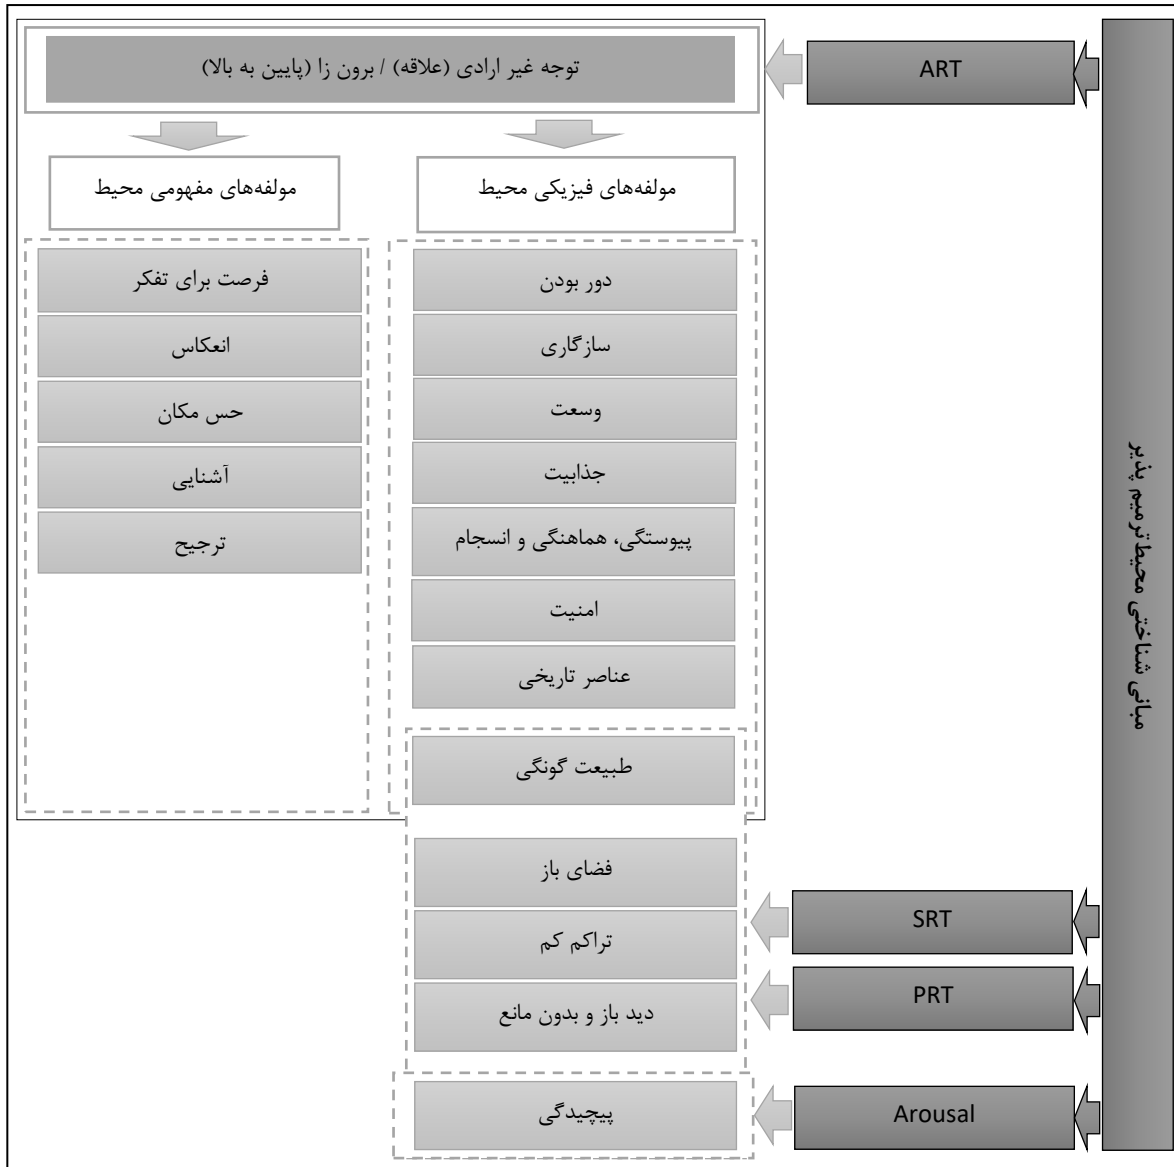 مبانی شناختی محیط ترمیم پذیر
ART
توجه غیر ارادی (علاقه) / برون زا (پایین به بالا)
مولفه‌های فیزیکی محیط
دور بودن
سازگاری
وسعت
جذابیت
پیوستگی، هماهنگی و انسجام
امنیت
عناصر تاریخی
طبیعت گونگی
مولفه‌های مفهومی محیط
فرصت برای تفکر
انعکاس
حس مکان
آشنایی
ترجیح
SRT
PRT
فضای باز
تراکم کم
دید باز و بدون مانع
Arousal
پیچیدگی